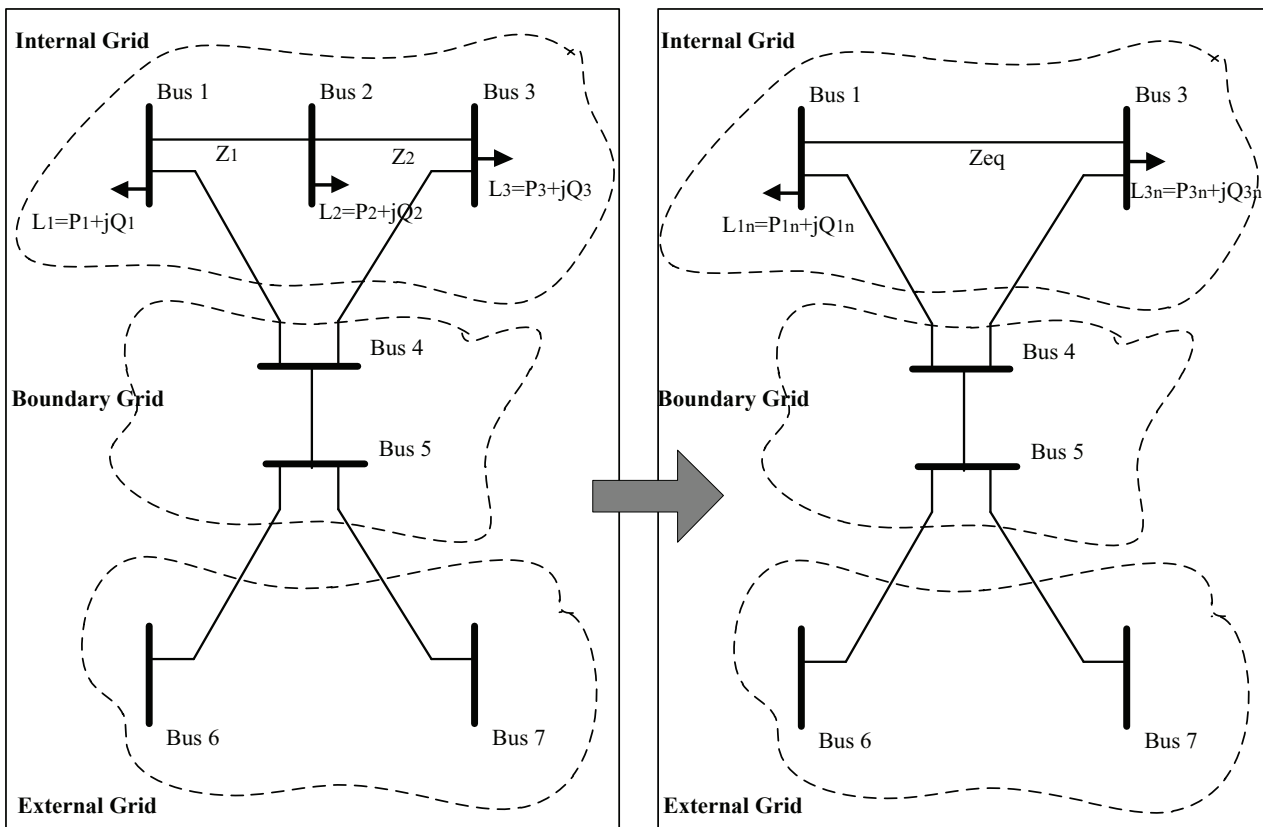 Internal Grid
Bus 1
Bus 2
Bus 3
Z1
Z2
L1=P1+jQ1
L2=P2+jQ2
L3=P3+jQ3
Bus 4
Boundary Grid
Bus 5
Bus 6
Bus 7
External Grid
Internal Grid
Bus 1
Bus 3
Zeq
L1n=P1n+jQ1n
L3n=P3n+jQ3n
Bus 4
Boundary Grid
Bus 5
Bus 6
Bus 7
External Grid